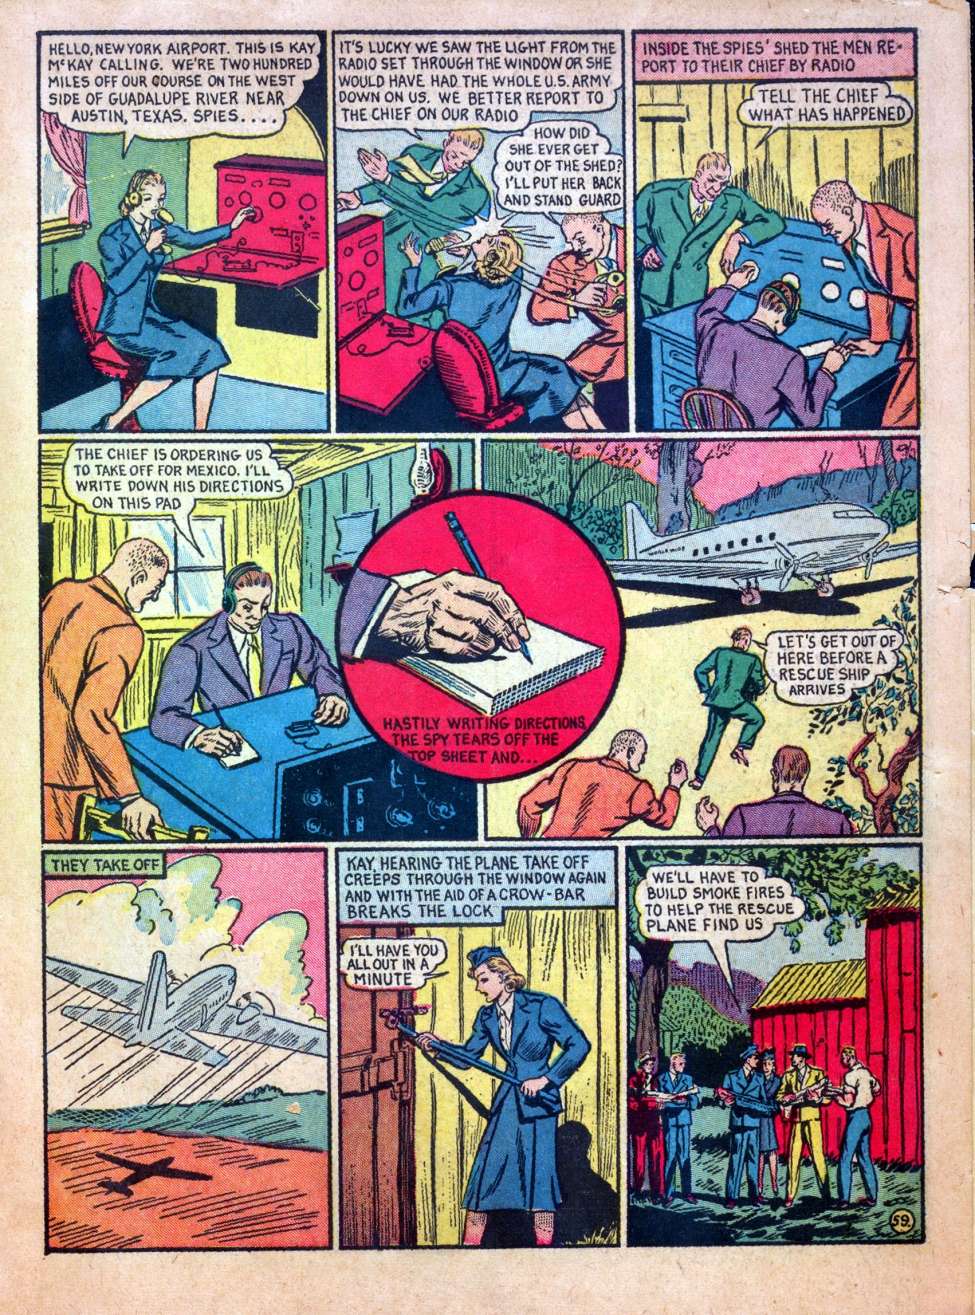 HELLO, NEW YORK AIRPORT. THIS IS KAY
McKAY CALLING. WE'RE TWO HUNDRED
MILES OFF OUR COURSE ON THE WEST
SIDE OF GUADALUPE RIVER NEAR
AUSTIN, TEXAS. SPIES....
IT'S LUCKY WE SAW THE LIGHT FROM THE
RADIO SET THROUGH THE WINDOW OR SHE
WOULD HAVE HAD THE WHOLE U.S. ARMY
DOWN ON US. WE BETTER REPORT TO
THE CHIEF ON OUR RADIO
HOW DID
SHE EVER GET
OUT OF THE SHED?
I'LL PUT HER BACK
AND STAND GUARD
INSIDE THE SPIES' SHED THE MEN RE-
PORT TO THEIR CHIEF BY RADIO
TELL THE CHIEF
WHAT HAS HAPPENED
THE CHIEF IS ORDERING US
TO TAKE OFF FOR MEXICO. I'LL
WRITE DOWN HIS DIRECTIONS
ON THIS PAD
HASTILY WRITING DIRECTIONS,
THE SPY TEARS OFF THE
TOP SHEET AND...
LET'S GET OUT OF
HERE BEFORE A
RESCUE SHIP
ARRIVES
THEY TAKE OFF
KAY, HEARING THE PLANE TAKE OFF
CREEPS THROUGH THE WINDOW AGAIN
AND WITH THE AID OF A CROW-BAR
BREAKS THE LOCK
I'LL HAVE YOU
ALL OUT IN A
MINUTE
WE'LL HAVE TO
BUILD SMOKE FIRES
TO HELP THE RESCUE
PLANE FIND US
59